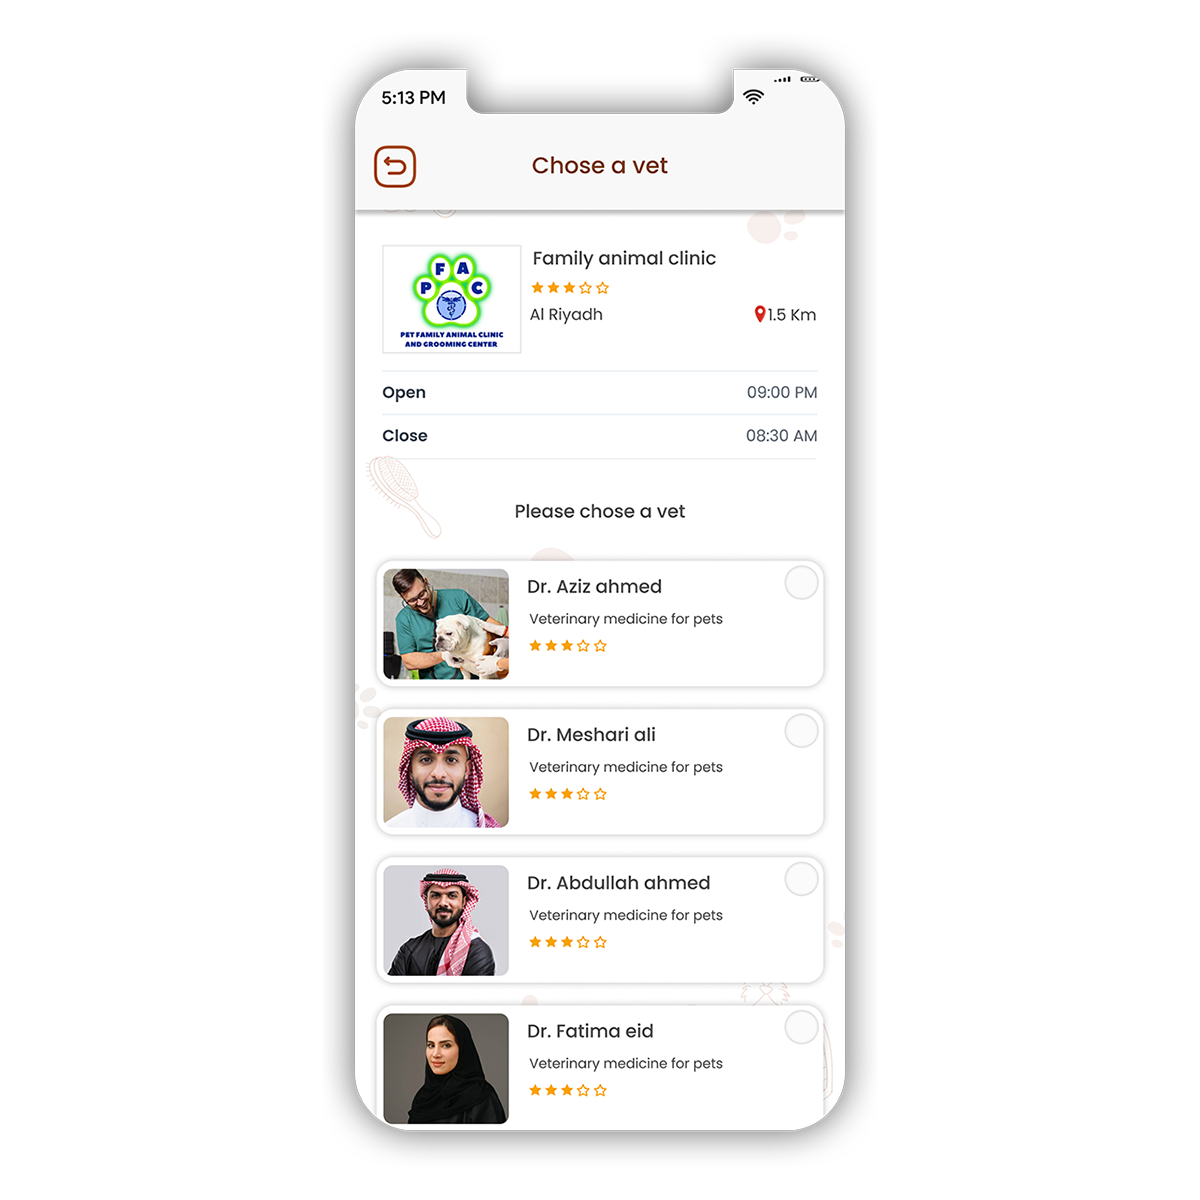 5:13 PM
Chose a vet
F A
P C
PET FAMILY ANIMAL CLINIC
AND GROOMING CENTER
Family animal clinic
Al Riyadh
1.5 Km
Open 09:00 PM
Close 08:30 AM
Please chose a vet
Dr. Aziz ahmed
Veterinary medicine for pets
Dr. Meshari ali
Veterinary medicine for pets
Dr. Abdullah ahmed
Veterinary medicine for pets
Dr. Fatima eid
Veterinary medicine for pets